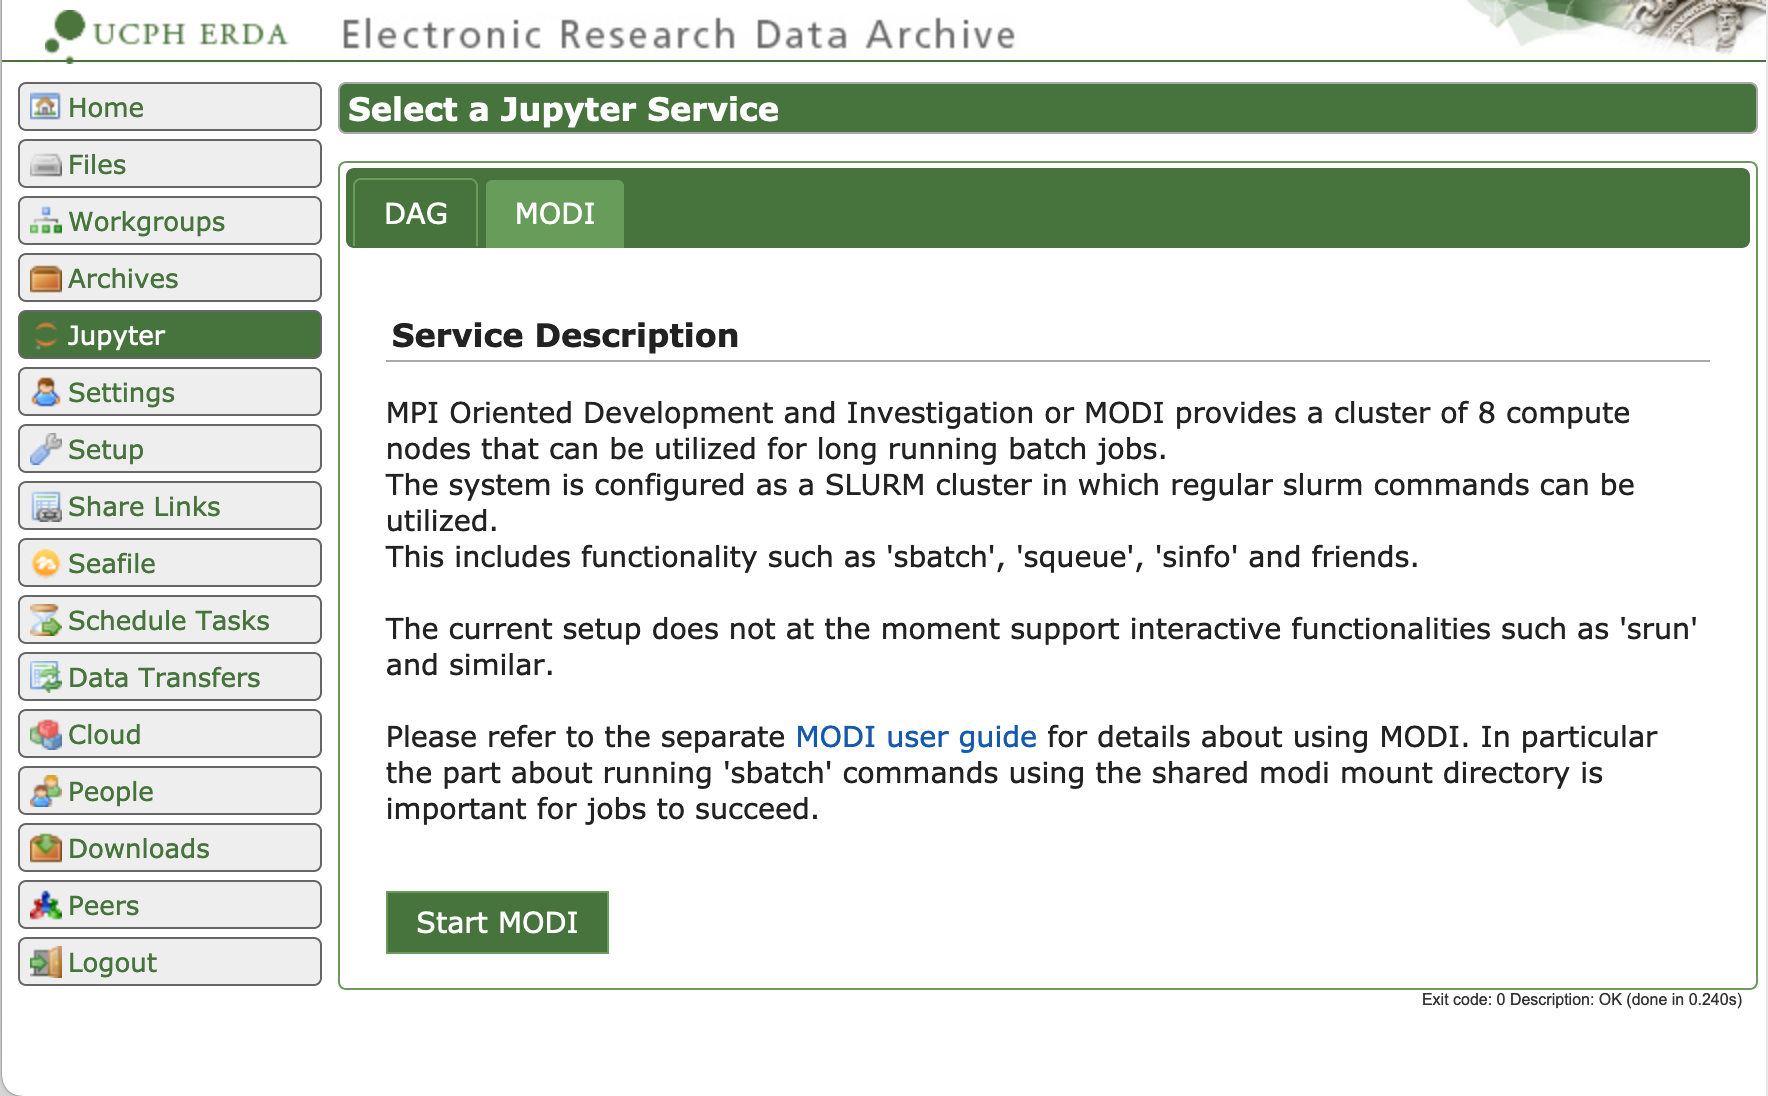 UCPH ERDA
Electronic Research Data Archive
Home
Files
Workgroups
Archives
Jupyter
Settings
Setup
Share Links
Seafile
Schedule Tasks
Data Transfers
Cloud
People
Downloads
Peers
Logout
Select a Jupyter Service
DAG MODI
Service Description
MPI Oriented Development and Investigation or MODI provides a cluster of 8 compute
nodes that can be utilized for long running batch jobs.
The system is configured as a SLURM cluster in which regular slurm commands can be
utilized.
This includes functionality such as 'sbatch', 'squeue', 'sinfo' and friends.
The current setup does not at the moment support interactive functionalities such as 'srun'
and similar.
Please refer to the separate MODI user guide for details about using MODI. In particular
the part about running 'sbatch' commands using the shared modi mount directory is
important for jobs to succeed.
Start MODI
Exit code: 0 Description: OK (done in 0.240s)